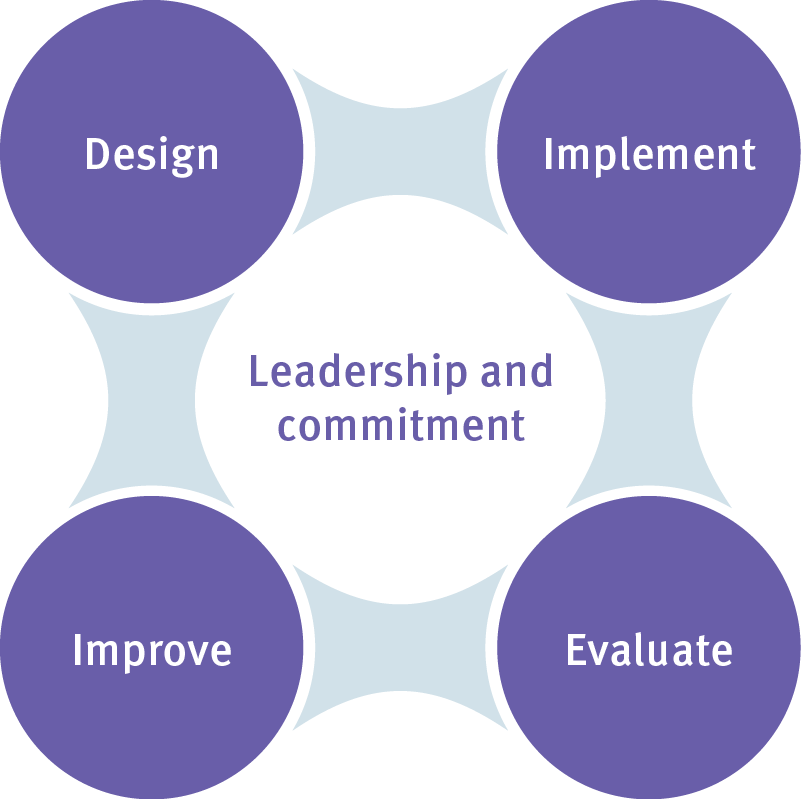 Design
Implement
Leadership and
commitment
Improve
Evaluate